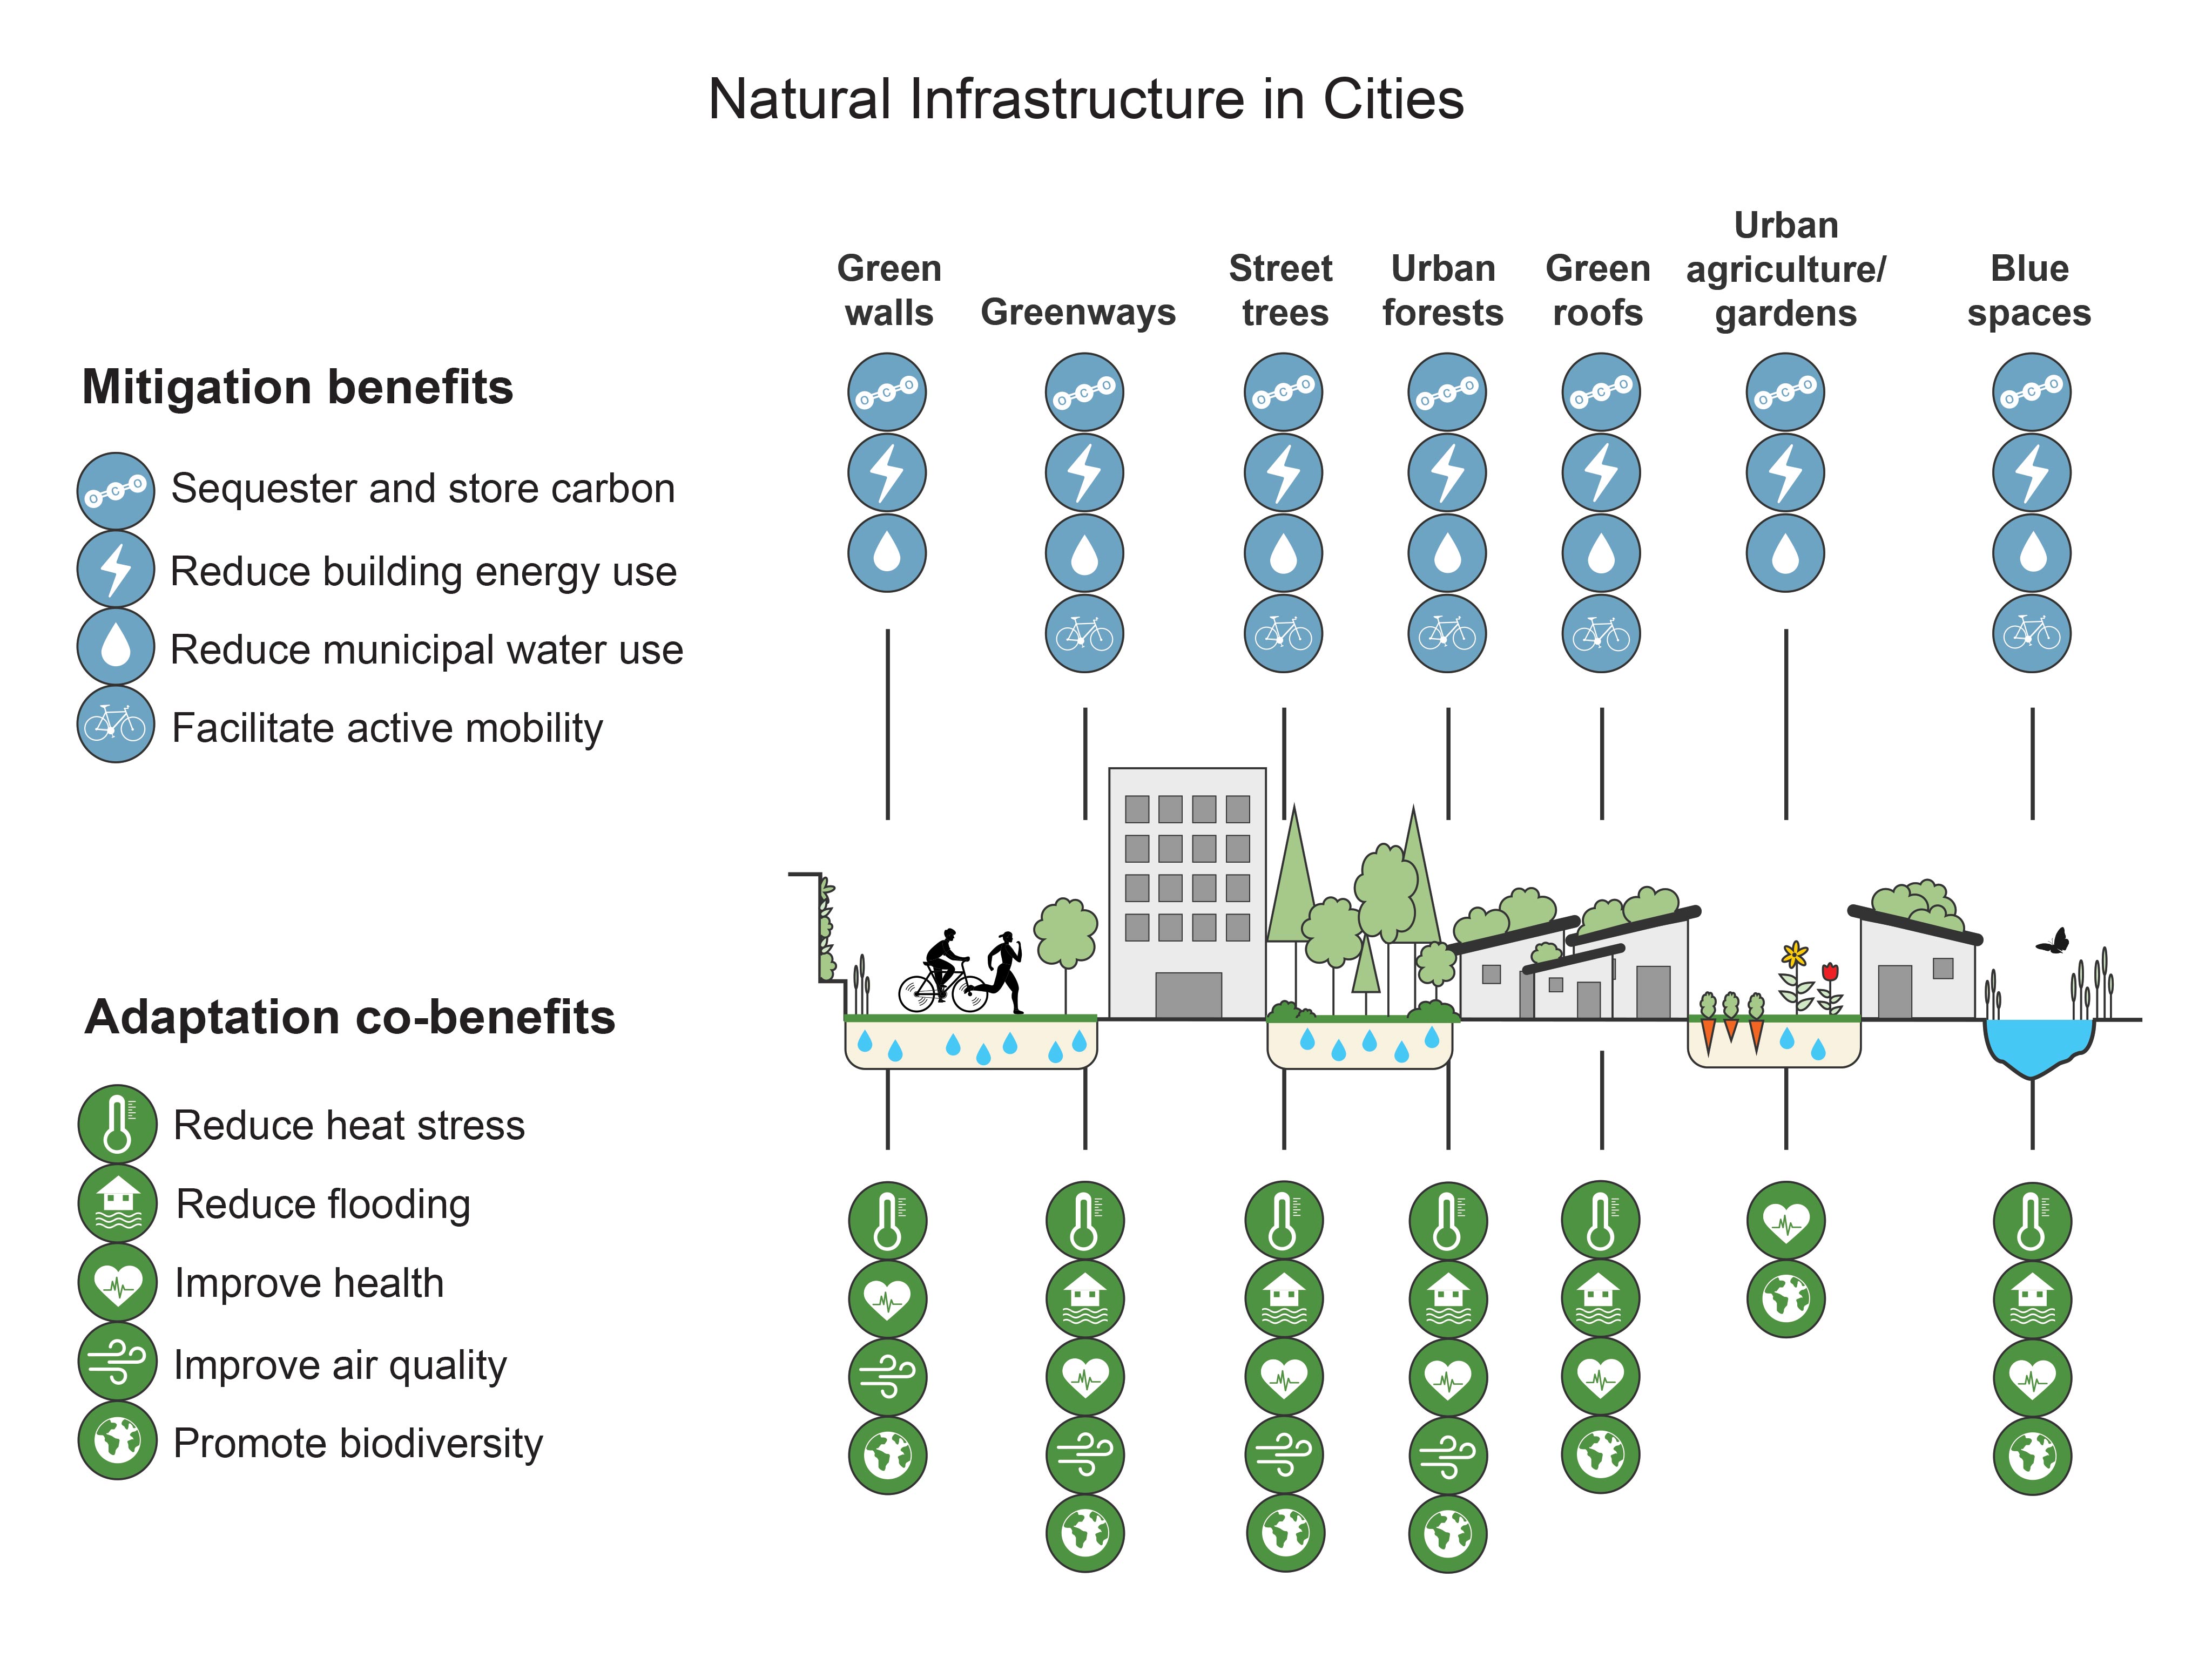 Natural Infrastructure in Cities
Green
walls
Greenways
Street
trees
Urban
forests
Green
roofs
Urban
agriculture/
gardens
Blue
spaces
Mitigation benefits
O C O
O C O
O C O
O C O
O C O
O C O
O C O
O C O Sequester and store carbon
Reduce building energy use
Reduce municipal water use
Facilitate active mobility
Adaptation co-benefits
Reduce heat stress
Reduce flooding
Improve health
Improve air quality
Promote biodiversity